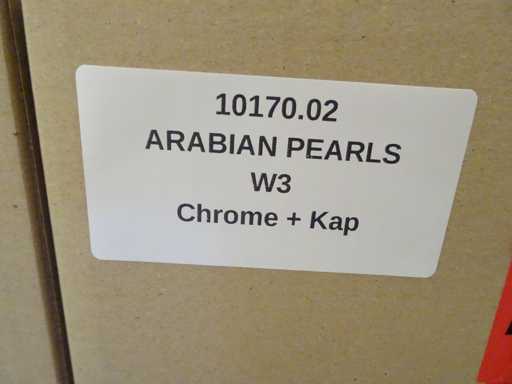 10170.02
ARABIAN PEARLS
W3
Chrome + Kap